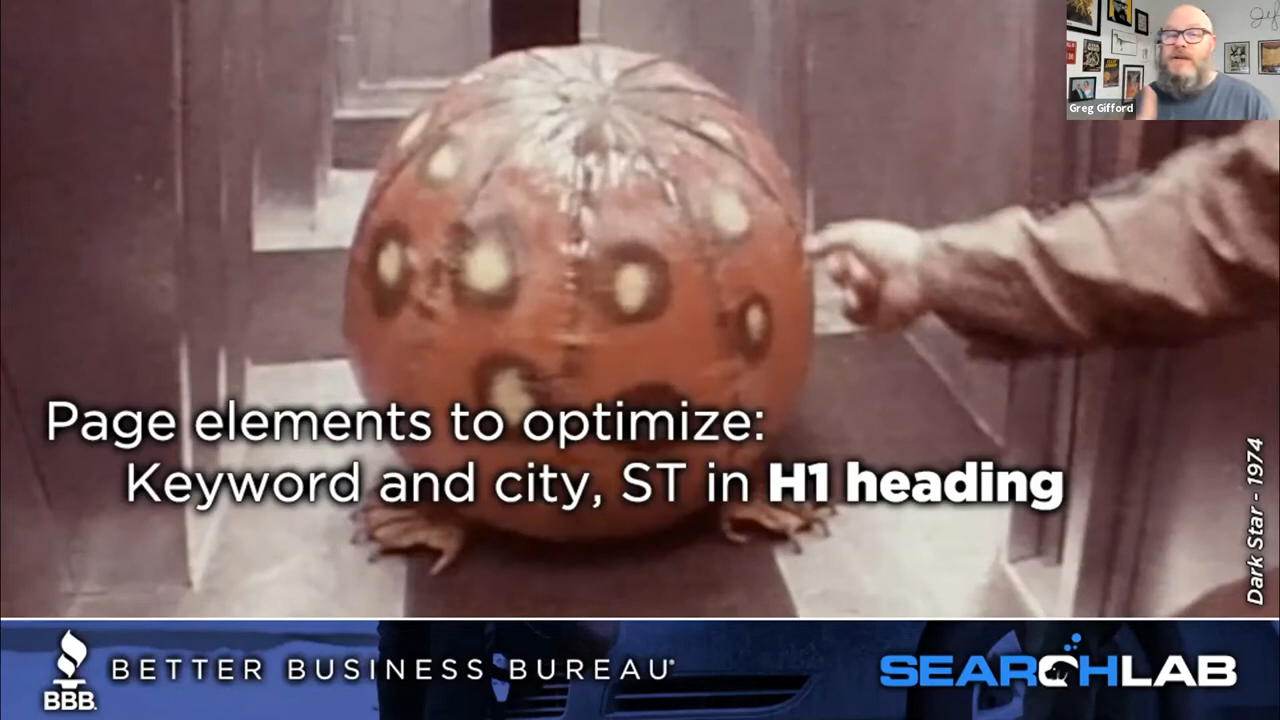 Greg Gifford
Page elements to optimize:
Keyword and city, ST in H1 heading
Dark Star - 1974
BBB.
BETTER BUSINESS BUREAU®
SEARCHLAB